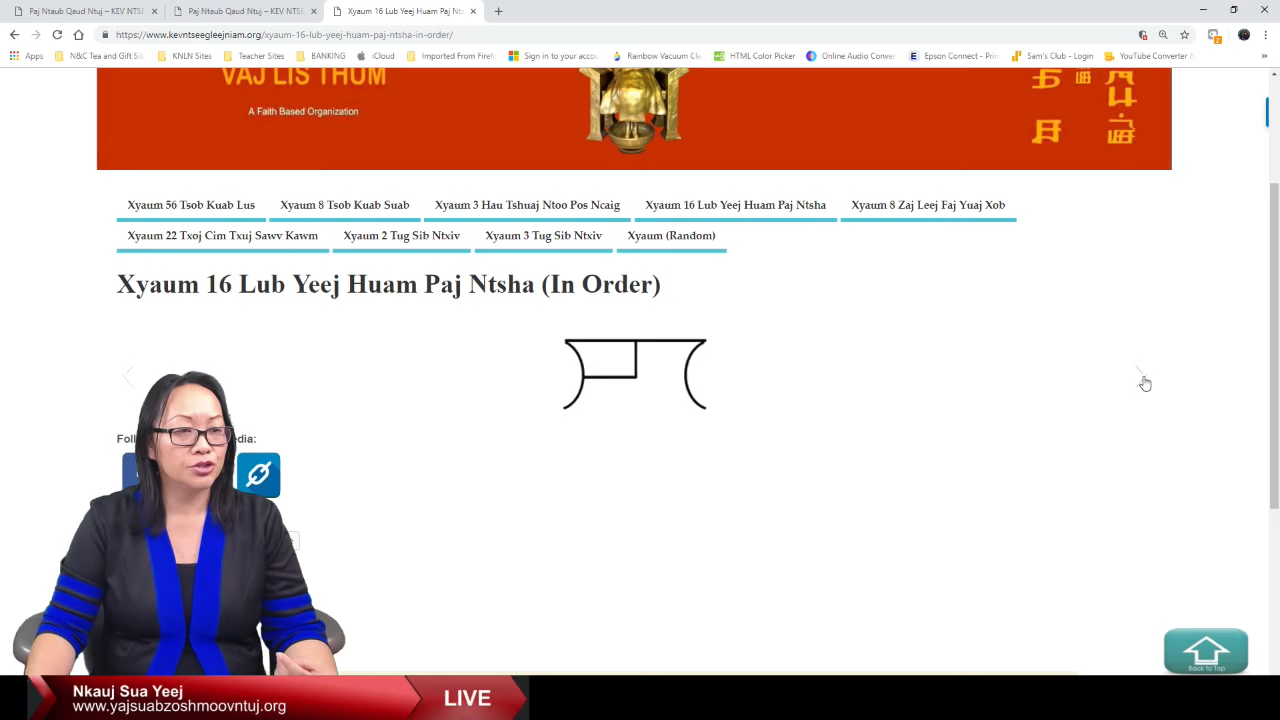 Paj Ntaub Qaud Ntuj – KEV NTSE
Paj Ntaub Qaud Ntuj – KEV NTSE
Xyaum 16 Lub Yeej Huam Paj Nts
https://www.kevntseegleejniam.org/xyaum-16-lub-yeej-huam-paj-ntsha-in-order/
Apps
N&C Tea and Gift Sit
KNLN Sites
Teacher Sites
BANKING
iCloud
Imported From Firef
Sign in to your accou
Rainbow Vacuum Cle
HTML Color Picker
Online Audio Conver
Epson Connect - Prin
Sam's Club - Login
YouTube Converter &
VAJ LIS THUM
A Faith Based Organization
Xyaum 56 Tsob Kuab Lus
Xyaum 8 Tsob Kuab Suab
Xyaum 3 Hau Tshuaj Ntoo Pos Ncaig
Xyaum 16 Lub Yeej Huam Paj Ntsha
Xyaum 8 Zaj Leej Faj Yuaj Xob
Xyaum 22 Txoj Cim Txuj Sawv Kawm
Xyaum 2 Tug Sib Ntxiv
Xyaum 3 Tug Sib Ntxiv
Xyaum (Random)
Xyaum 16 Lub Yeej Huam Paj Ntsha (In Order)
Foll
edia:
Back to Top
Nkauj Sua Yeej
www.yajsuabzoshmoovntuj.org
LIVE